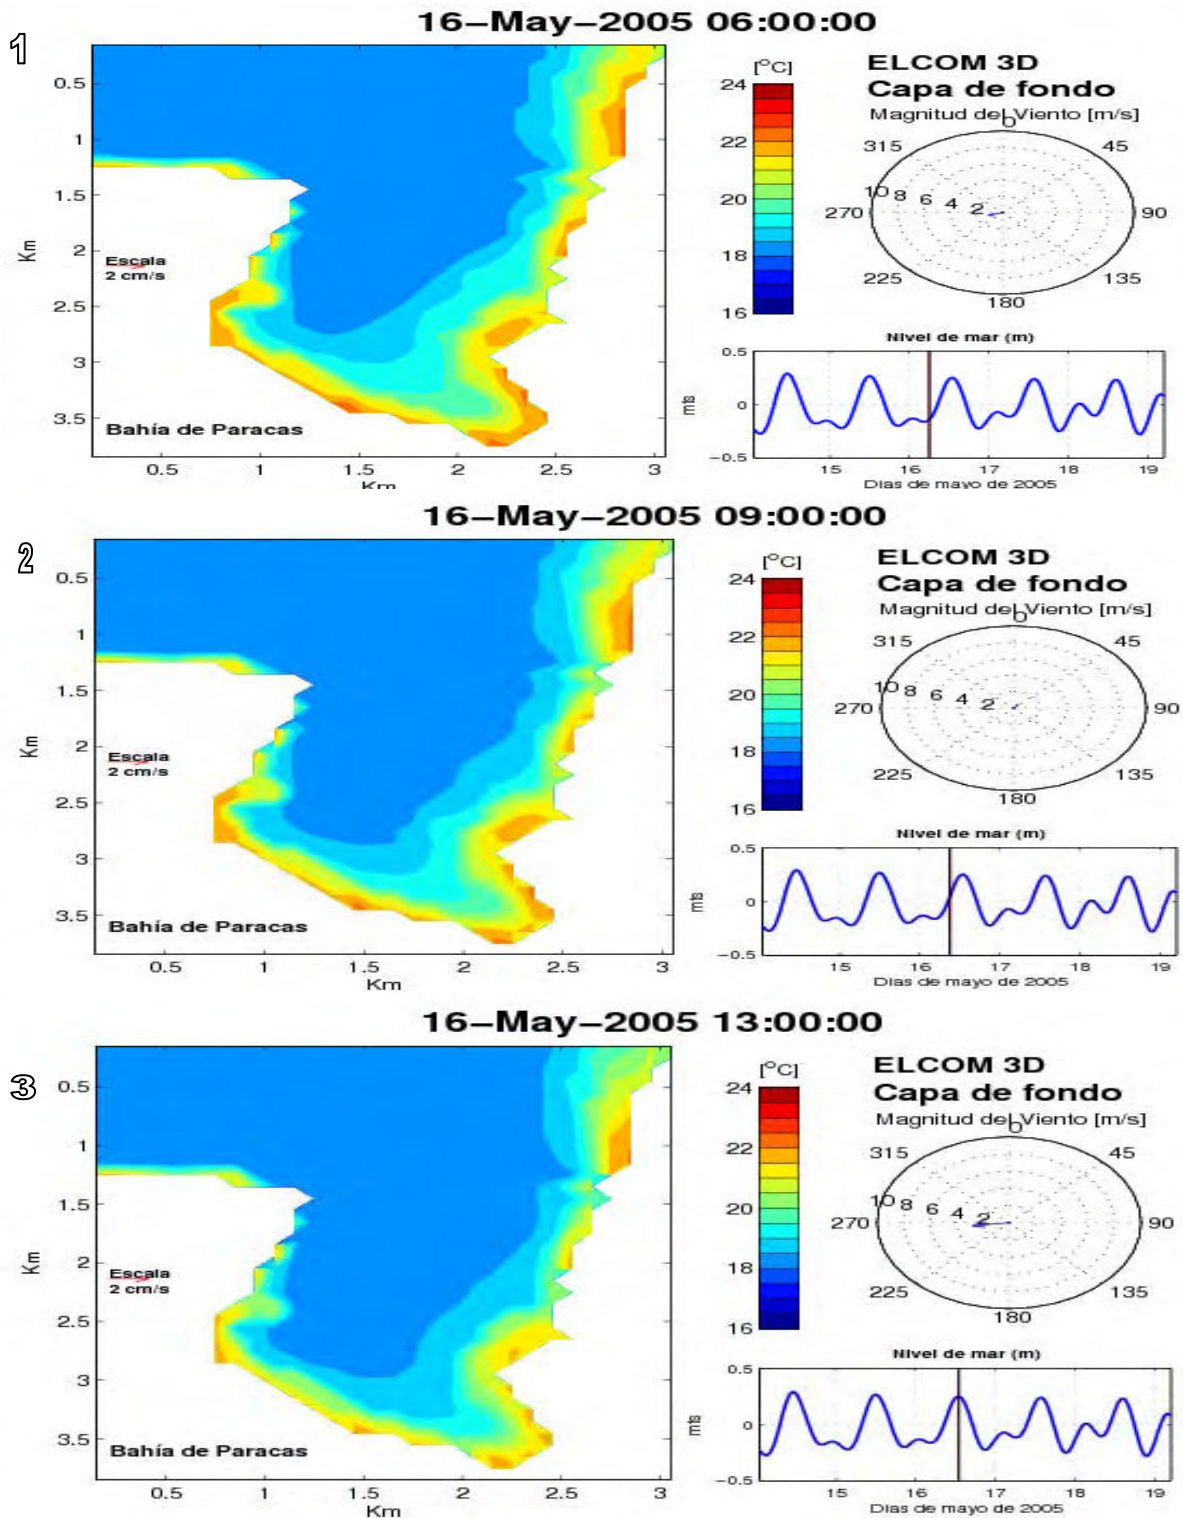 16-May-2005 06:00:00
1
[°C]
ELCOM 3D
Capa de fondo
Magnitud del Viento [m/s]
24
22
20
18
16
0
45
90
135
180
225
270
315
10 8 6 4 2
0.5
1
1.5
2
2.5
3
3.5
Km
Escala
2 cm/s
Bahía de Paracas
0.5 1 1.5 2 2.5 3
Km
Nivel de mar (m)
0.5
0
-0.5
mts
15 16 17 18 19
Dias de mayo de 2005
16-May-2005 09:00:00
2
[°C]
ELCOM 3D
Capa de fondo
Magnitud del Viento [m/s]
24
22
20
18
16
0
45
90
135
180
225
270
315
10 8 6 4 2
0.5
1
1.5
2
2.5
3
3.5
Km
Escala
2 cm/s
Bahía de Paracas
0.5 1 1.5 2 2.5 3
Km
Nivel de mar (m)
0.5
0
-0.5
mts
15 16 17 18 19
Dias de mayo de 2005
16-May-2005 13:00:00
3
[°C]
ELCOM 3D
Capa de fondo
Magnitud del Viento [m/s]
24
22
20
18
16
0
45
90
135
180
225
270
315
10 8 6 4 2
0.5
1
1.5
2
2.5
3
3.5
Km
Escala
2 cm/s
Bahía de Paracas
0.5 1 1.5 2 2.5 3
Km
Nivel de mar (m)
0.5
0
-0.5
mts
15 16 17 18 19
Dias de mayo de 2005